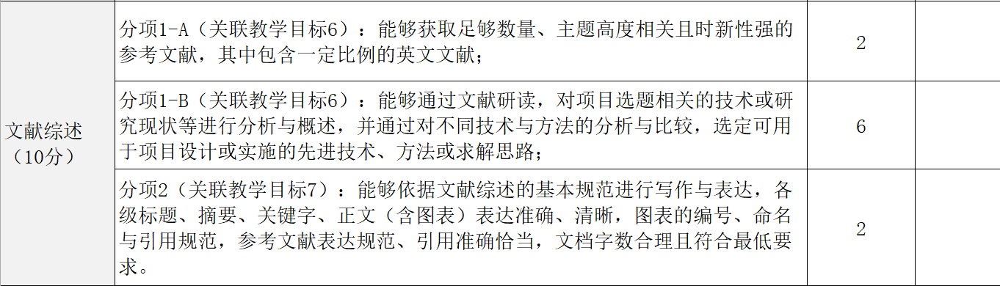 文献综述
（10分）
分项1-A（关联教学目标6）：能够获取足够数量、主题高度相关且时新性强的
参考文献，其中包含一定比例的英文文献；
2
分项1-B（关联教学目标6）：能够通过文献研读，对项目选题相关的技术或研
究现状等进行分析与概述，并通过对不同技术与方法的分析与比较，选定可用
于项目设计或实施的先进技术、方法或求解思路；
6
分项2（关联教学目标7）：能够依据文献综述的基本规范进行写作与表达，各
级标题、摘要、关键字、正文（含图表）表达准确、清晰，图表的编号、命名
与引用规范，参考文献表达规范、引用准确恰当，文档字数合理且符合最低要
求。
2